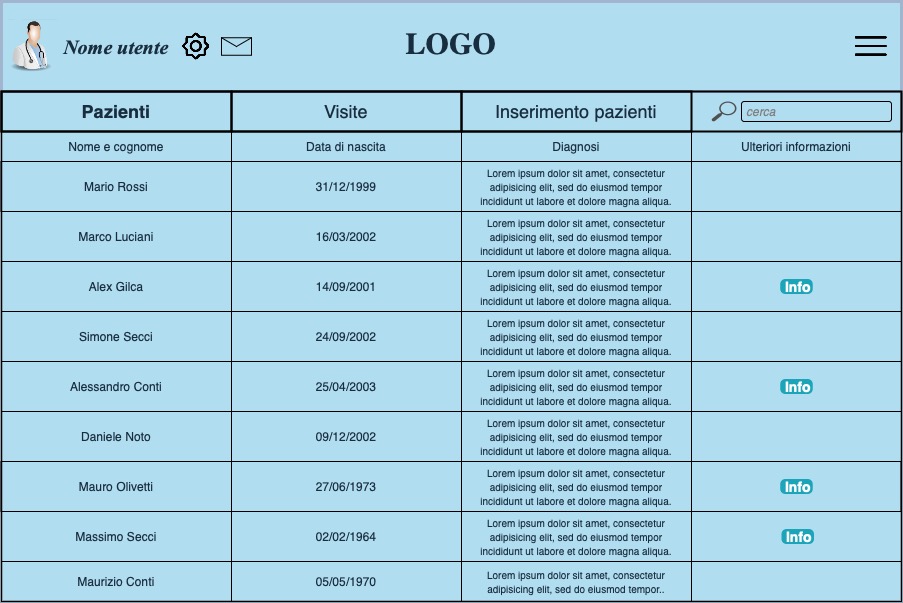 Nome utente
LOGO
Pazienti Visite Inserimento pazienti cerca
Nome e cognome Data di nascita Diagnosi Ulteriori informazioni
Mario Rossi 31/12/1999 Lorem ipsum dolor sit amet, consectetur
adipisicing elit, sed do eiusmod tempor
incididunt ut labore et dolore magna aliqua.
Marco Luciani 16/03/2002 Lorem ipsum dolor sit amet, consectetur
adipisicing elit, sed do eiusmod tempor
incididunt ut labore et dolore magna aliqua.
Alex Gilca 14/09/2001 Lorem ipsum dolor sit amet, consectetur
adipisicing elit, sed do eiusmod tempor
incididunt ut labore et dolore magna aliqua.
Info
Simone Secci 24/09/2002 Lorem ipsum dolor sit amet, consectetur
adipisicing elit, sed do eiusmod tempor
incididunt ut labore et dolore magna aliqua.
Alessandro Conti 25/04/2003 Lorem ipsum dolor sit amet, consectetur
adipisicing elit, sed do eiusmod tempor
incididunt ut labore et dolore magna aliqua.
Info
Daniele Noto 09/12/2002 Lorem ipsum dolor sit amet, consectetur
adipisicing elit, sed do eiusmod tempor
incididunt ut labore et dolore magna aliqua.
Mauro Olivetti 27/06/1973 Lorem ipsum dolor sit amet, consectetur
adipisicing elit, sed do eiusmod tempor
incididunt ut labore et dolore magna aliqua.
Info
Massimo Secci 02/02/1964 Lorem ipsum dolor sit amet, consectetur
adipisicing elit, sed do eiusmod tempor
incididunt ut labore et dolore magna aliqua.
Info
Maurizio Conti 05/05/1970 Lorem ipsum dolor sit amet, consectetur
adipisicing elit, sed do eiusmod tempor..